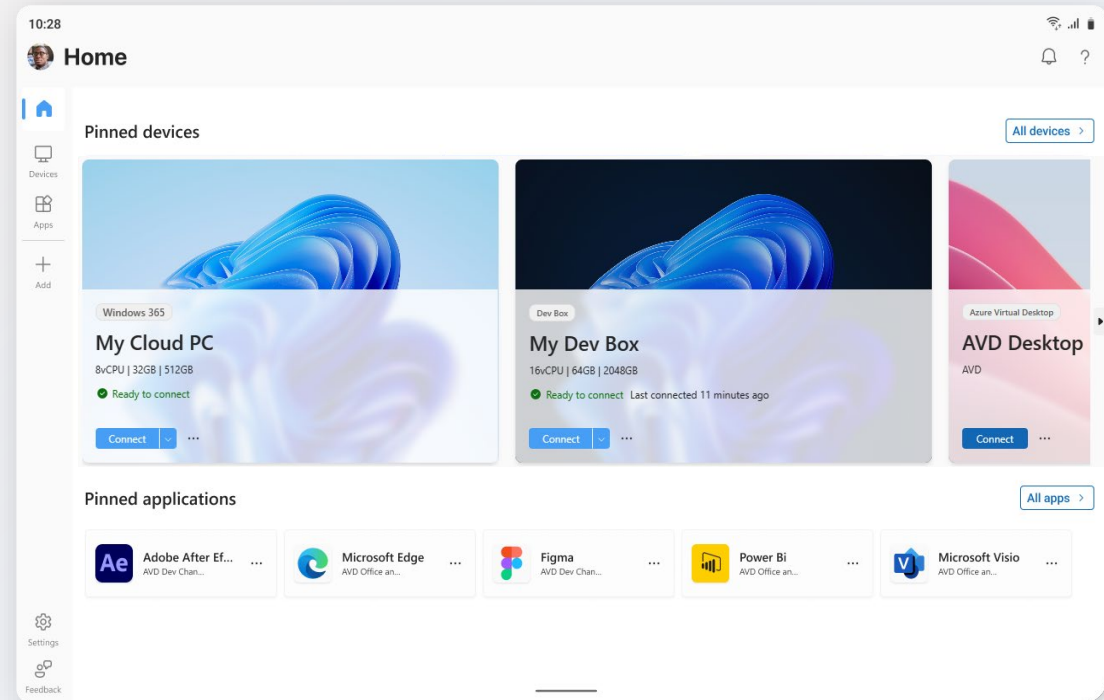 10:28
Home
Pinned devices
All devices
Devices
Apps
Add
Windows 365
My Cloud PC
8vCPU | 32GB | 512GB
Ready to connect
Connect
Dev Box
My Dev Box
16vCPU | 64GB | 2048GB
Ready to connect Last connected 11 minutes ago
Connect
Azure Virtual Desktop
AVD Desktop
AVD
Connect
Pinned applications
All apps
Ae
Adobe After Ef...
AVD Dev Chan...
Microsoft Edge
AVD Office an...
Figma
AVD Dev Chan...
Power Bi
AVD Office an...
V
Microsoft Visio
AVD Office an...
Settings
Feedback